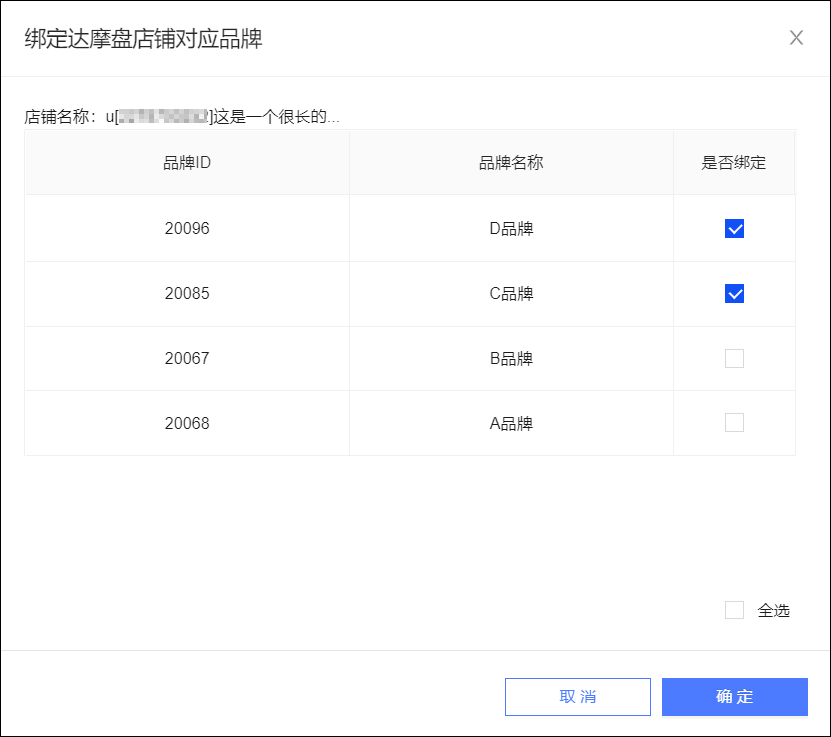 绑定达摩盘店铺对应品牌
店铺名称：u[]这是一个很长的...
品牌ID 品牌名称 是否绑定
20096 D品牌
20085 C品牌
20067 B品牌
20068 A品牌
全选
取 消 确 定